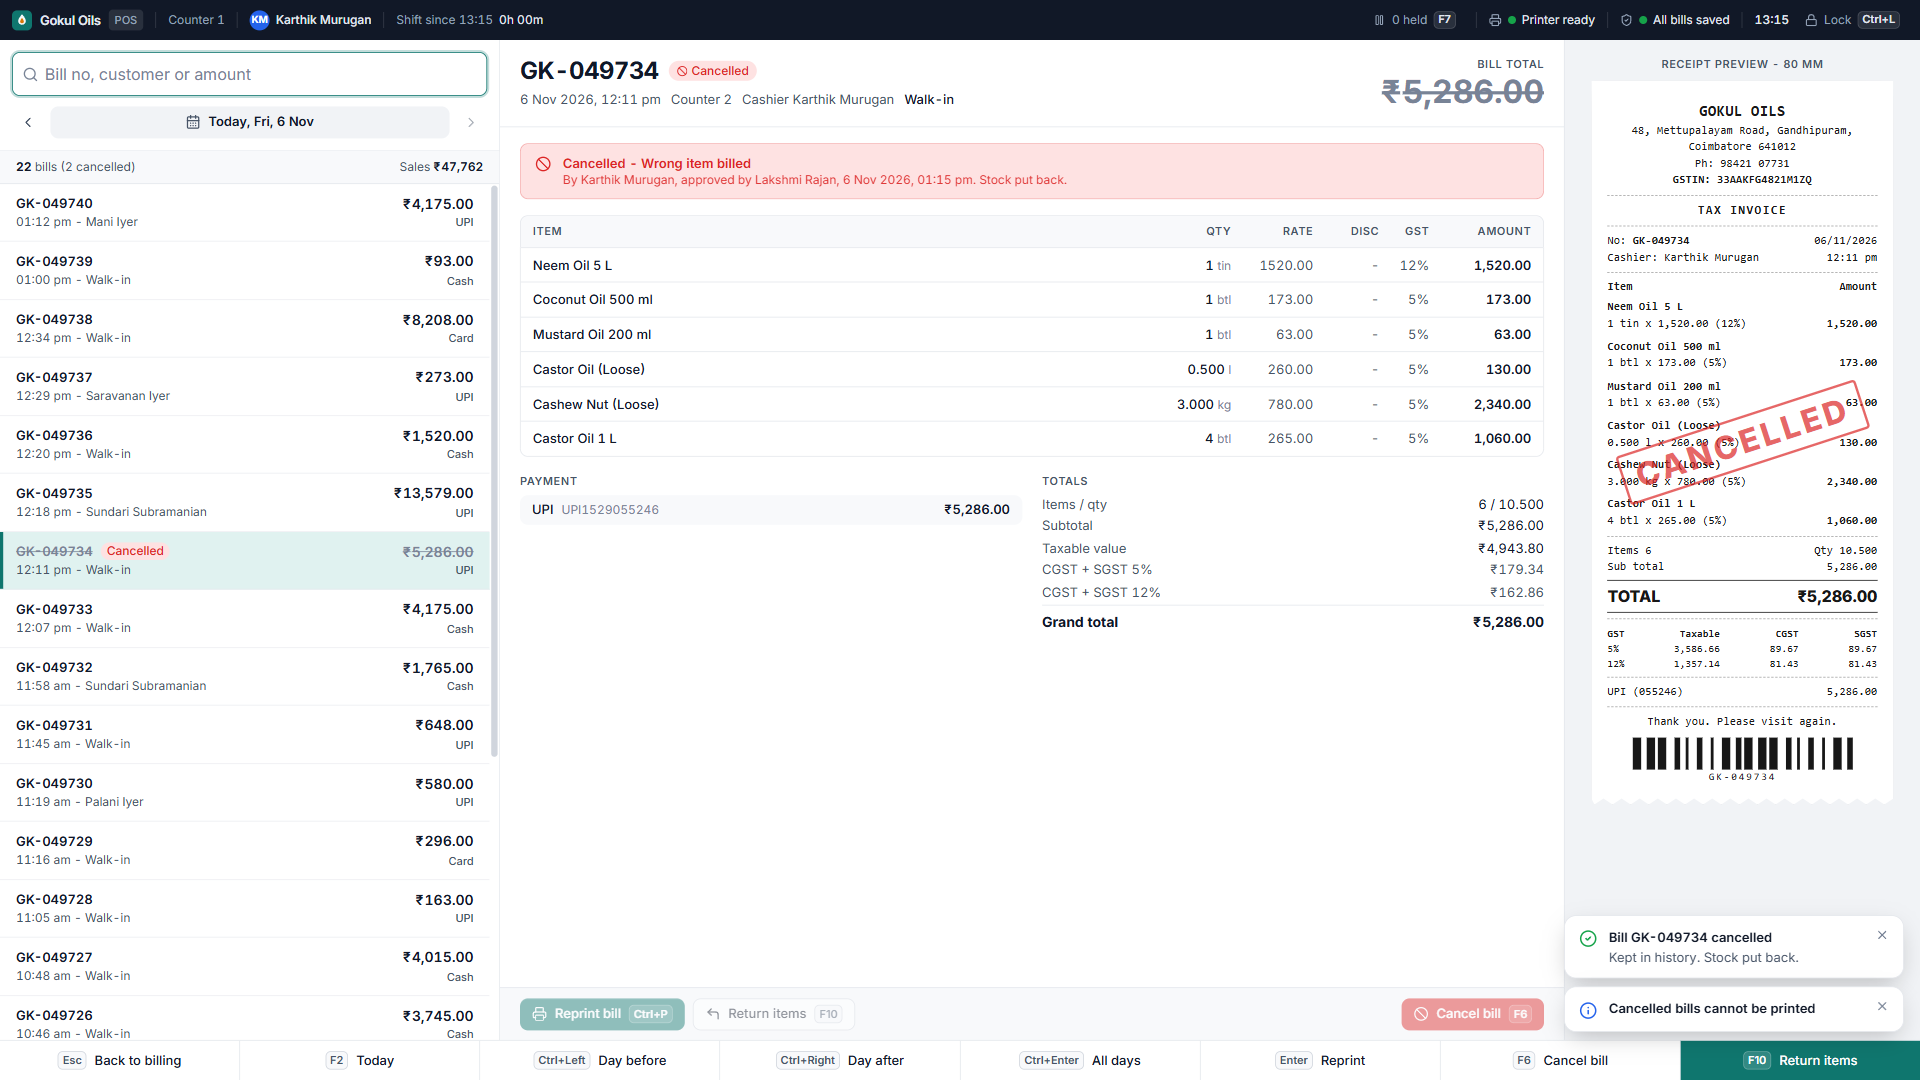 Gokul Oils POS Counter 1 KM Karthik Murugan Shift since 13:15 0h 00m 0 held F7 Printer ready All bills saved 13:15 Lock Ctrl+L
Bill no, customer or amount
Today, Fri, 6 Nov
22 bills (2 cancelled) Sales ₹47,762
GK-049740 ₹4,175.00
01:12 pm - Mani Iyer UPI
GK-049739 ₹93.00
01:00 pm - Walk-in Cash
GK-049738 ₹8,208.00
12:34 pm - Walk-in Card
GK-049737 ₹273.00
12:29 pm - Saravanan Iyer UPI
GK-049736 ₹1,520.00
12:20 pm - Walk-in Cash
GK-049735 ₹13,579.00
12:18 pm - Sundari Subramanian UPI
GK-049734 Cancelled ₹5,286.00
12:11 pm - Walk-in UPI
GK-049733 ₹4,175.00
12:07 pm - Walk-in Cash
GK-049732 ₹1,765.00
11:58 am - Sundari Subramanian Cash
GK-049731 ₹648.00
11:45 am - Walk-in UPI
GK-049730 ₹580.00
11:19 am - Palani Iyer UPI
GK-049729 ₹296.00
11:16 am - Walk-in Card
GK-049728 ₹163.00
11:05 am - Walk-in UPI
GK-049727 ₹4,015.00
10:48 am - Walk-in Cash
GK-049726 ₹3,745.00
10:46 am - Walk-in Cash
GK-049734 Cancelled
6 Nov 2026, 12:11 pm Counter 2 Cashier Karthik Murugan Walk-in
BILL TOTAL
₹5,286.00
Cancelled - Wrong item billed
By Karthik Murugan, approved by Lakshmi Rajan, 6 Nov 2026, 01:15 pm. Stock put back.
ITEM QTY RATE DISC GST AMOUNT
Neem Oil 5 L 1 tin 1520.00 - 12% 1,520.00
Coconut Oil 500 ml 1 btl 173.00 - 5% 173.00
Mustard Oil 200 ml 1 btl 63.00 - 5% 63.00
Castor Oil (Loose) 0.500 l 260.00 - 5% 130.00
Cashew Nut (Loose) 3.000 kg 780.00 - 5% 2,340.00
Castor Oil 1 L 4 btl 265.00 - 5% 1,060.00
PAYMENT
UPI UPI1529055246 ₹5,286.00
TOTALS
Items / qty 6 / 10.500
Subtotal ₹5,286.00
Taxable value ₹4,943.80
CGST + SGST 5% ₹179.34
CGST + SGST 12% ₹162.86
Grand total ₹5,286.00
Reprint bill Ctrl+P Return items F10 Cancel bill F6
RECEIPT PREVIEW - 80 MM
GOKUL OILS
48, Mettupalayam Road, Gandhipuram,
Coimbatore 641012
Ph: 98421 07731
GSTIN: 33AAKFG4821M1ZQ
TAX INVOICE
No: GK-049734 06/11/2026
Cashier: Karthik Murugan 12:11 pm
Item Amount
Neem Oil 5 L
1 tin x 1,520.00 (12%) 1,520.00
Coconut Oil 500 ml
1 btl x 173.00 (5%) 173.00
Mustard Oil 200 ml
1 btl x 63.00 (5%) 63.00
Castor Oil (Loose)
0.500 l x 260.00 (5%) 130.00
Cashew Nut (Loose)
3.000 kg x 780.00 (5%) 2,340.00
Castor Oil 1 L
4 btl x 265.00 (5%) 1,060.00
CANCELLED
Items 6 Qty 10.500
Sub total 5,286.00
TOTAL ₹5,286.00
GST Taxable CGST SGST
5% 3,586.66 89.67 89.67
12% 1,357.14 81.43 81.43
UPI (055246) 5,286.00
Thank you. Please visit again.
GK-049734
Bill GK-049734 cancelled
Kept in history. Stock put back.
Cancelled bills cannot be printed
Esc Back to billing F2 Today Ctrl+Left Day before Ctrl+Right Day after Ctrl+Enter All days Enter Reprint F6 Cancel bill F10 Return items